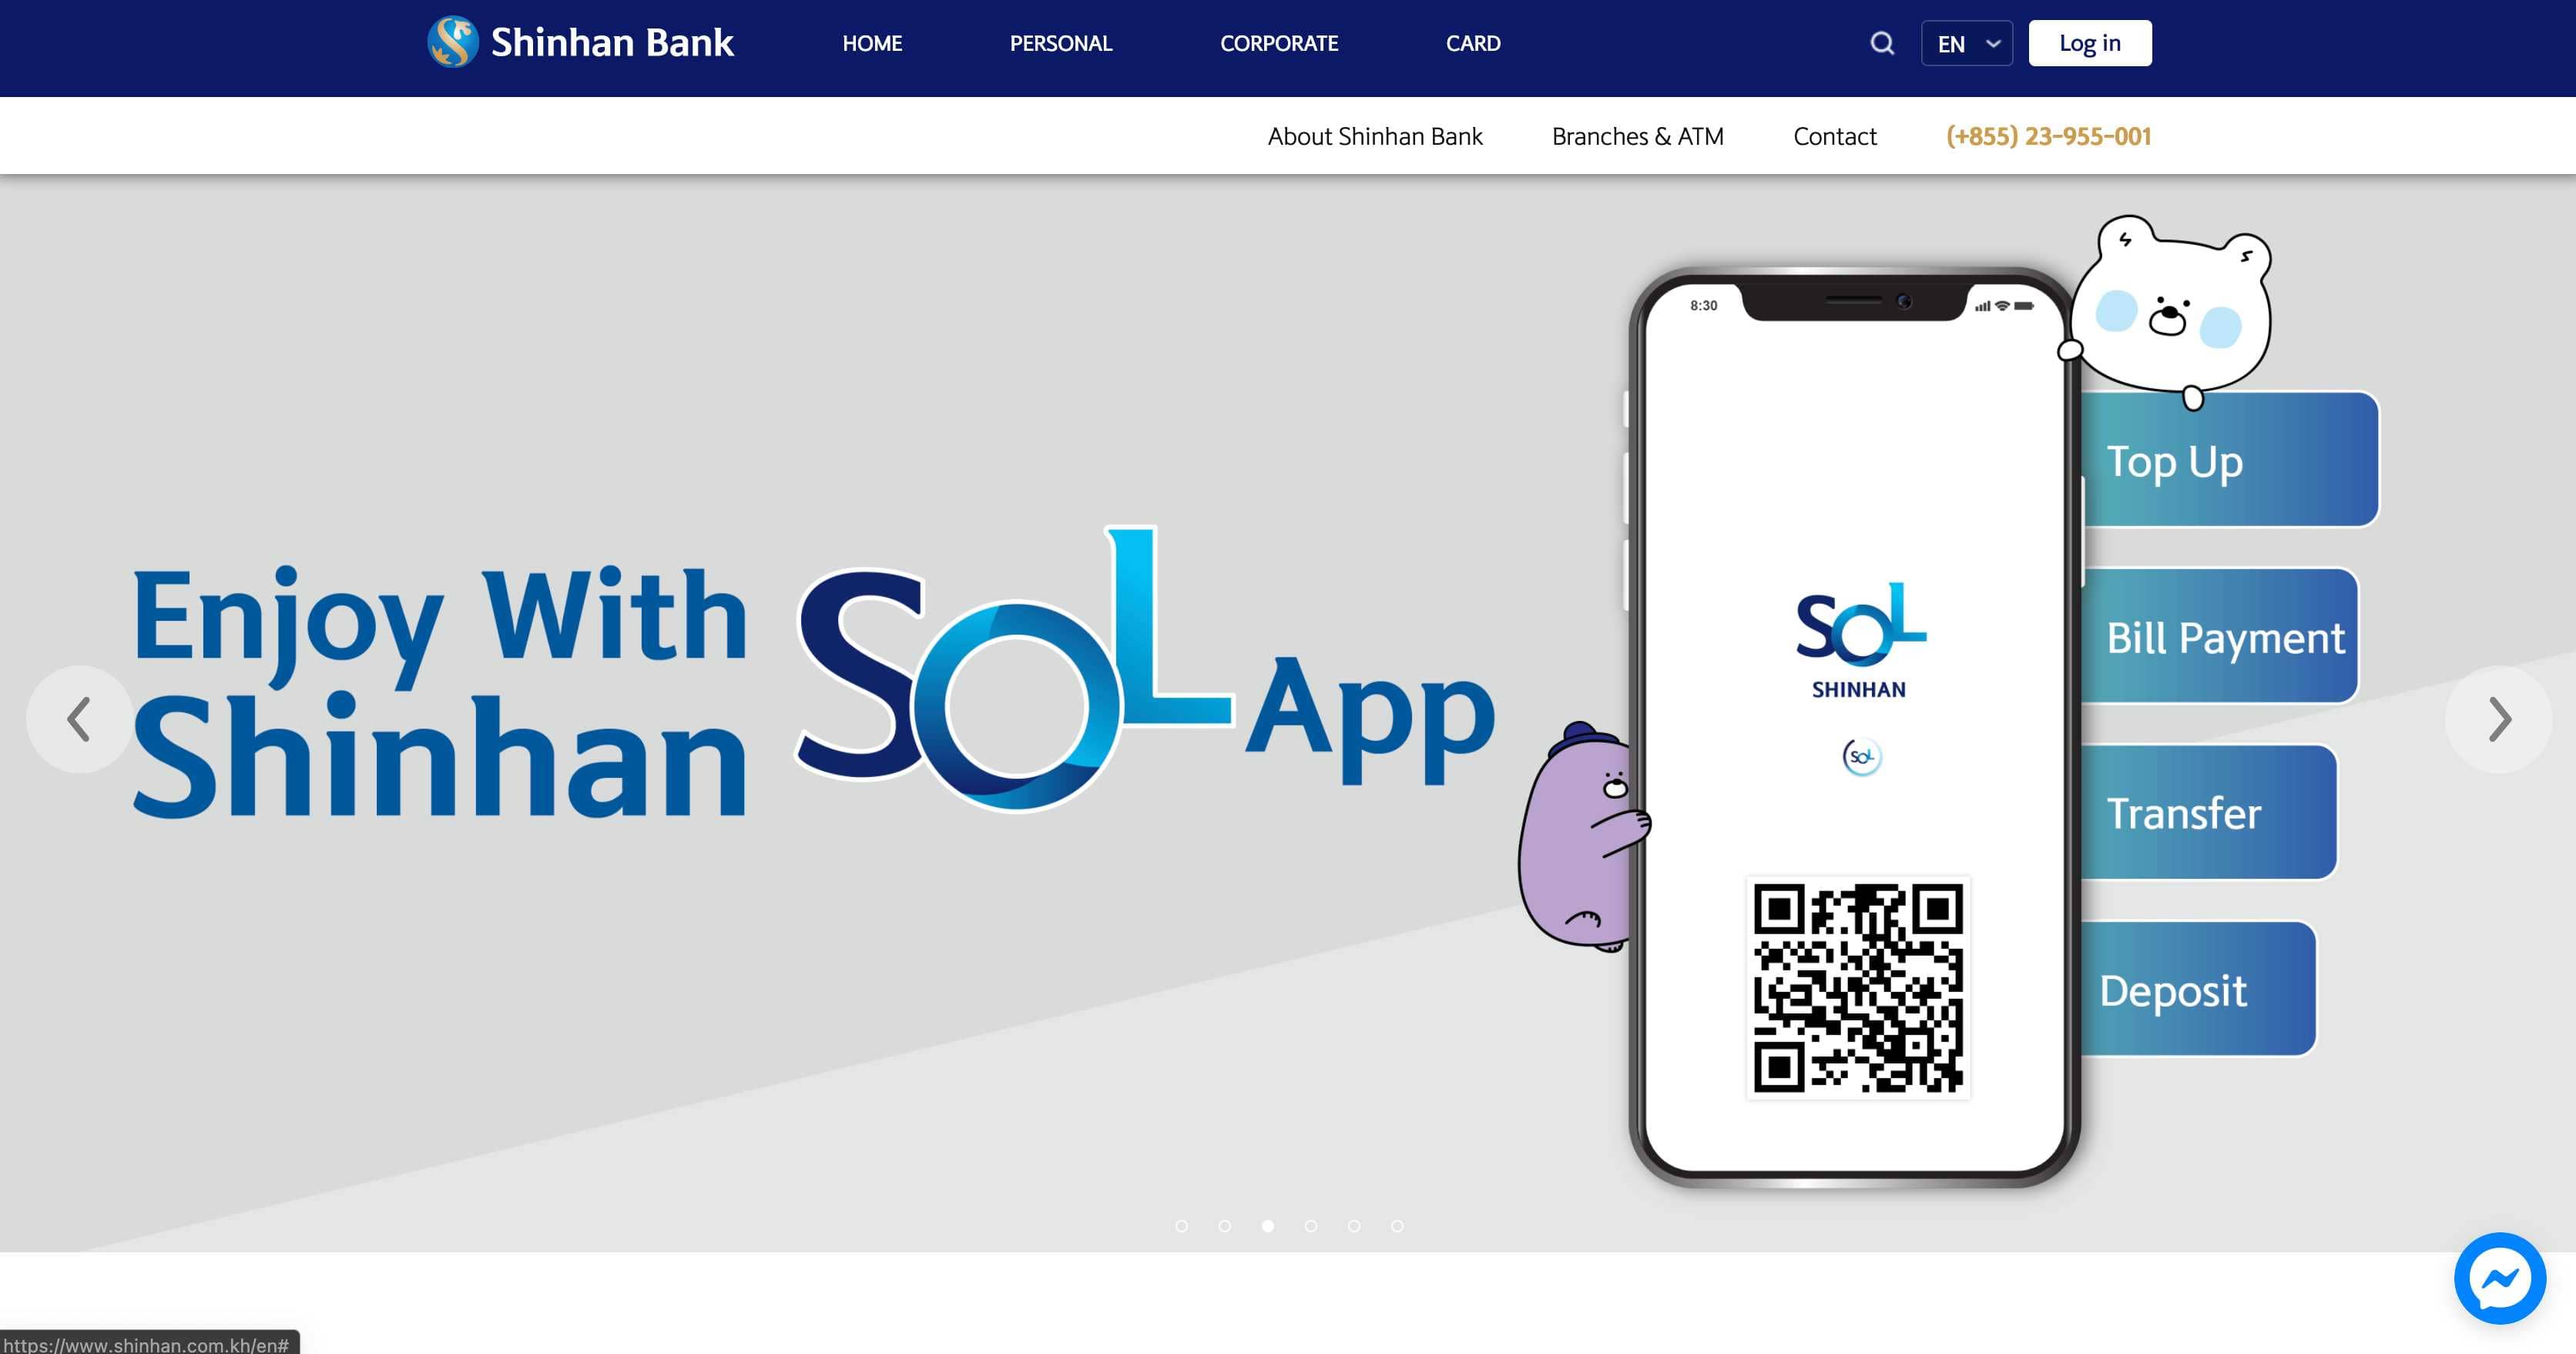 Shinhan Bank
HOME
PERSONAL
CORPORATE
CARD
EN
Log in
About Shinhan Bank
Branches & ATM
Contact
(+855) 23-955-001
Enjoy With
Shinhan SOL App
8:30
SOL
SHINHAN
SOL
Top Up
Bill Payment
Transfer
Deposit
https://www.shinhan.com.kh/en#